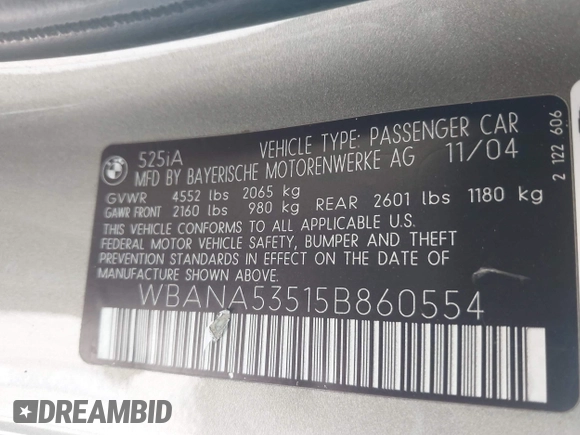 BMW
525iA VEHICLE TYPE: PASSENGER CAR
MFD BY BAYERISCHE MOTORENWERKE AG 11/04
GVWR 4552 lbs 2065 kg
GAWR FRONT 2160 lbs 980 kg REAR 2601 lbs 1180 kg
THIS VEHICLE CONFORMS TO ALL APPLICABLE U.S.
FEDERAL MOTOR VEHICLE SAFETY, BUMPER AND THEFT
PREVENTION STANDARDS IN EFFECT ON THE DATE OF
MANUFACTURE SHOWN ABOVE.
WBANA53515B860554
2 122 606
DREAMBID